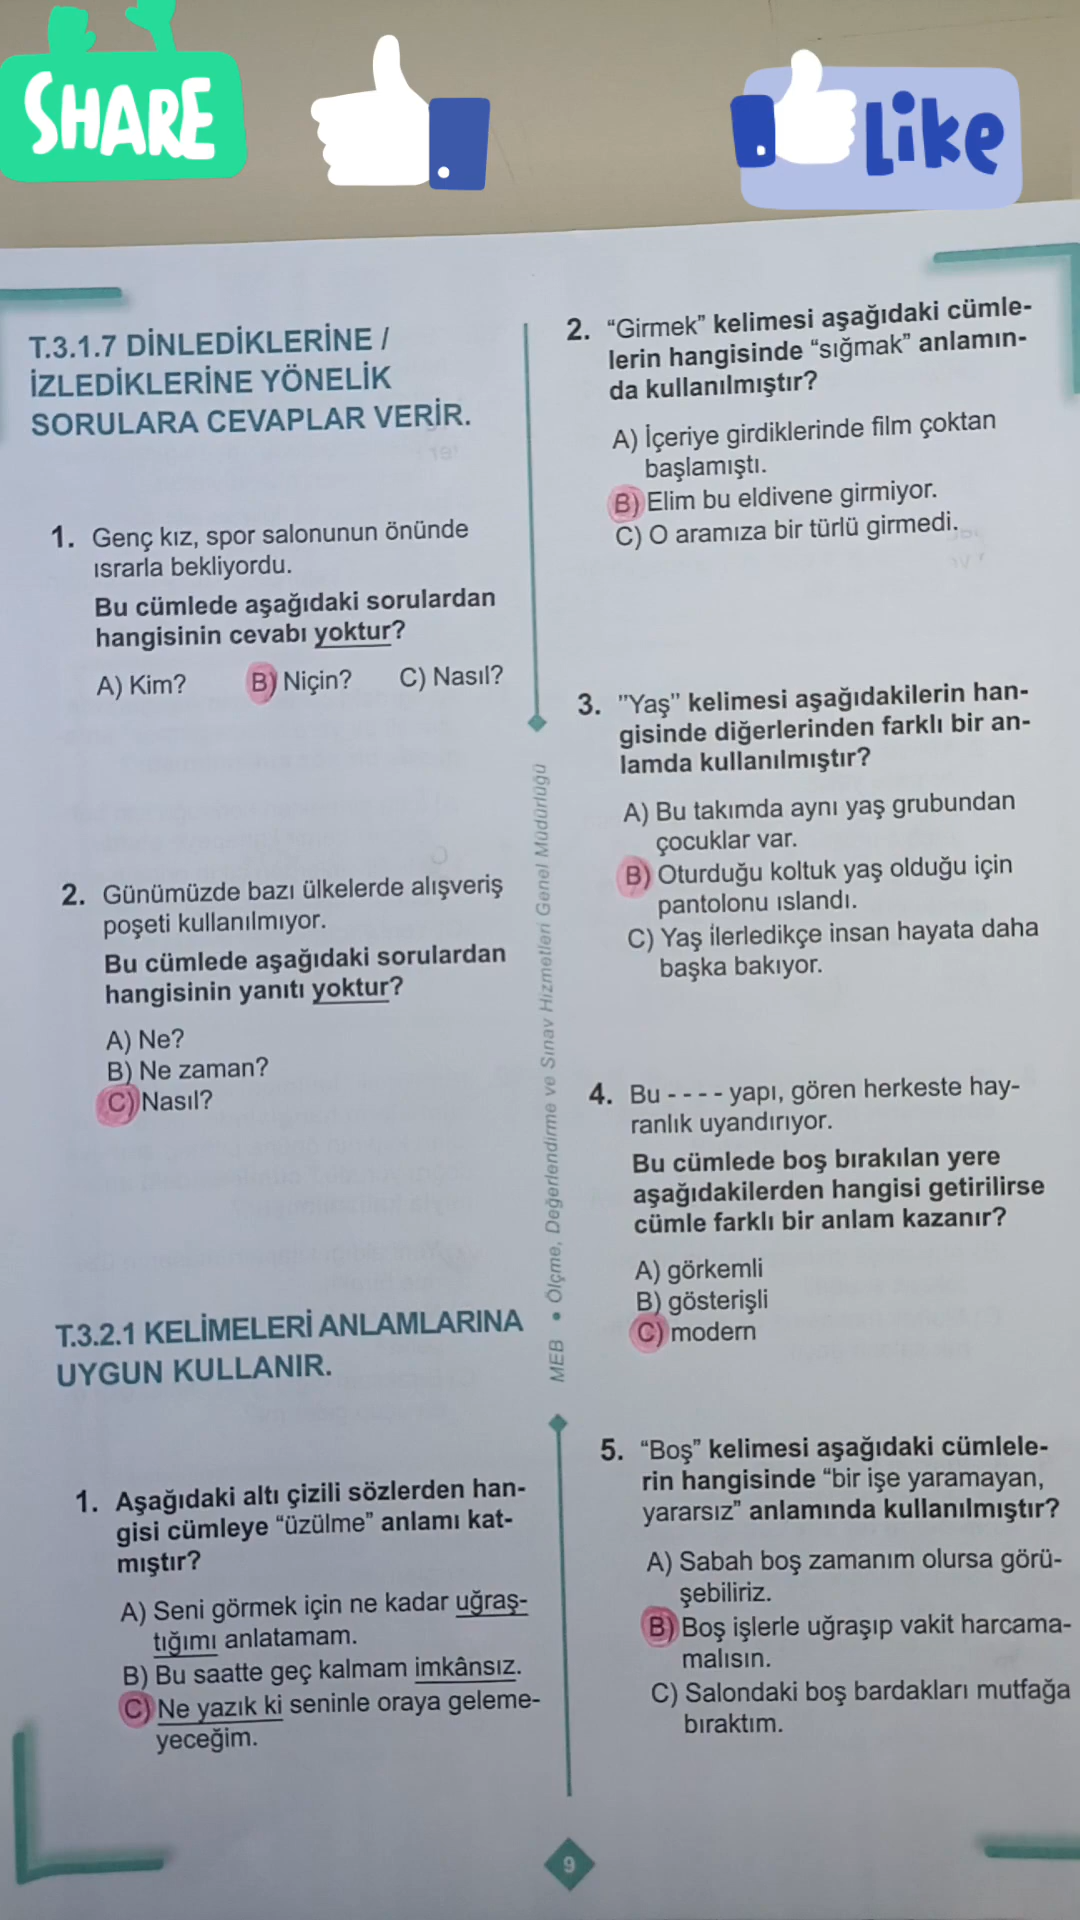 SHARE
Like
T.3.1.7 DİNLEDİKLERİNE /
İZLEDİKLERİNE YÖNELİK
SORULARA CEVAPLAR VERİR.
1. Genç kız, spor salonunun önünde
ısrarla bekliyordu.
Bu cümlede aşağıdaki sorulardan
hangisinin cevabı yoktur?
A) Kim? B) Niçin? C) Nasıl?
2. Günümüzde bazı ülkelerde alışveriş
poşeti kullanılmıyor.
Bu cümlede aşağıdaki sorulardan
hangisinin yanıtı yoktur?
A) Ne?
B) Ne zaman?
C) Nasıl?
T.3.2.1 KELİMELERİ ANLAMLARINA
UYGUN KULLANIR.
1. Aşağıdaki altı çizili sözlerden han-
gisi cümleye “üzülme” anlamı kat-
mıştır?
A) Seni görmek için ne kadar uğraş-
tığımı anlatamam.
B) Bu saatte geç kalmam imkânsız.
C) Ne yazık ki seninle oraya geleme-
yeceğim.
MEB • Ölçme, Değerlendirme ve Sınav Hizmetleri Genel Müdürlüğü
2. “Girmek” kelimesi aşağıdaki cümle-
lerin hangisinde “sığmak” anlamın-
da kullanılmıştır?
A) İçeriye girdiklerinde film çoktan
başlamıştı.
B) Elim bu eldivene girmiyor.
C) O aramıza bir türlü girmedi.
3. "Yaş" kelimesi aşağıdakilerin han-
gisinde diğerlerinden farklı bir an-
lamda kullanılmıştır?
A) Bu takımda aynı yaş grubundan
çocuklar var.
B) Oturduğu koltuk yaş olduğu için
pantolonu ıslandı.
C) Yaş ilerledikçe insan hayata daha
başka bakıyor.
4. Bu - - - - yapı, gören herkeste hay-
ranlık uyandırıyor.
Bu cümlede boş bırakılan yere
aşağıdakilerden hangisi getirilirse
cümle farklı bir anlam kazanır?
A) görkemli
B) gösterişli
C) modern
5. “Boş” kelimesi aşağıdaki cümlele-
rin hangisinde “bir işe yaramayan,
yararsız” anlamında kullanılmıştır?
A) Sabah boş zamanım olursa görü-
şebiliriz.
B) Boş işlerle uğraşıp vakit harcama-
malısın.
C) Salondaki boş bardakları mutfağa
bıraktım.
9